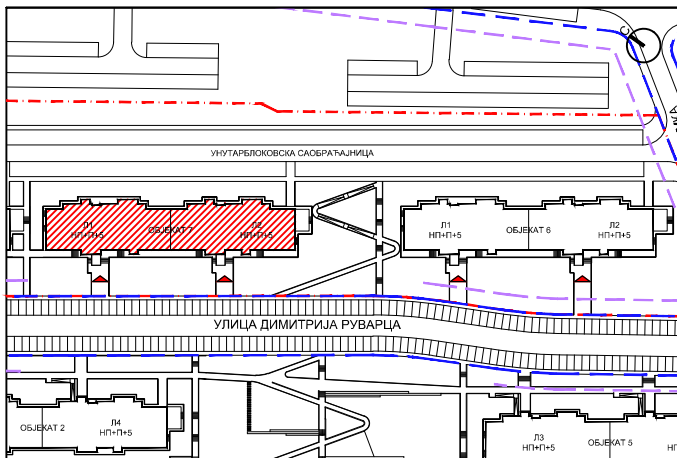 С
УНУТАРБЛОКОВСКА САОБРАЋАЈНИЦА
Л1
НП+П+5
ОБЈЕКАТ 7
Л2
НП+П+5
Л1
НП+П+5
ОБЈЕКАТ 6
Л2
НП+П+5
УЛИЦА ДИМИТРИЈА РУВАРЦА
ОБЈЕКАТ 2
Л4
НП+П+5
Л3
НП+П+5
ОБЈЕКАТ 5